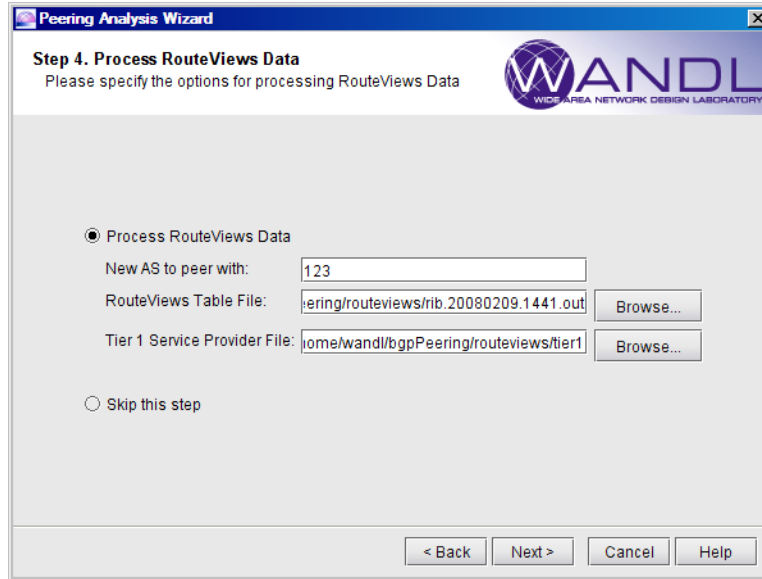 Peering Analysis Wizard
Step 4. Process RouteViews Data
Please specify the options for processing RouteViews Data
WANDL
WIDE AREA NETWORK DESIGN LABORATORY
Process RouteViews Data
New AS to peer with: 123
RouteViews Table File: eering/routeviews/rib.20080209.1441.out Browse...
Tier 1 Service Provider File: home/wandl/bgpPeering/routeviews/tier1 Browse...
Skip this step
< Back Next > Cancel Help